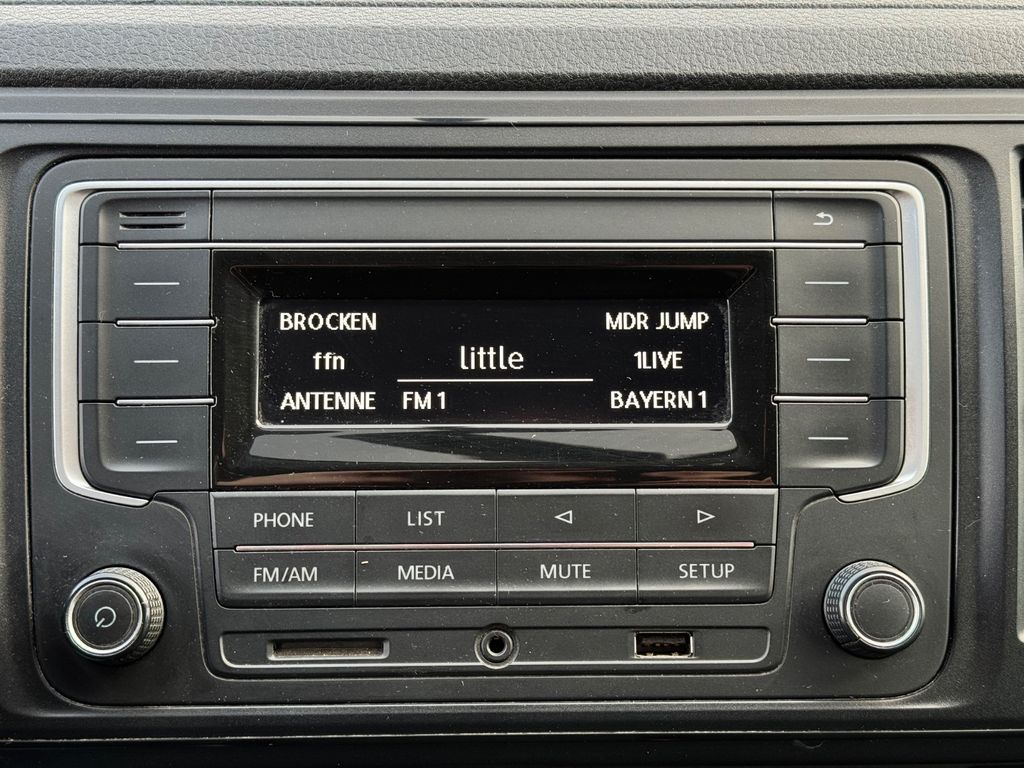 BROCKEN MDR JUMP
ffn little 1LIVE
ANTENNE FM 1 BAYERN 1
PHONE LIST
FM/AM MEDIA MUTE SETUP